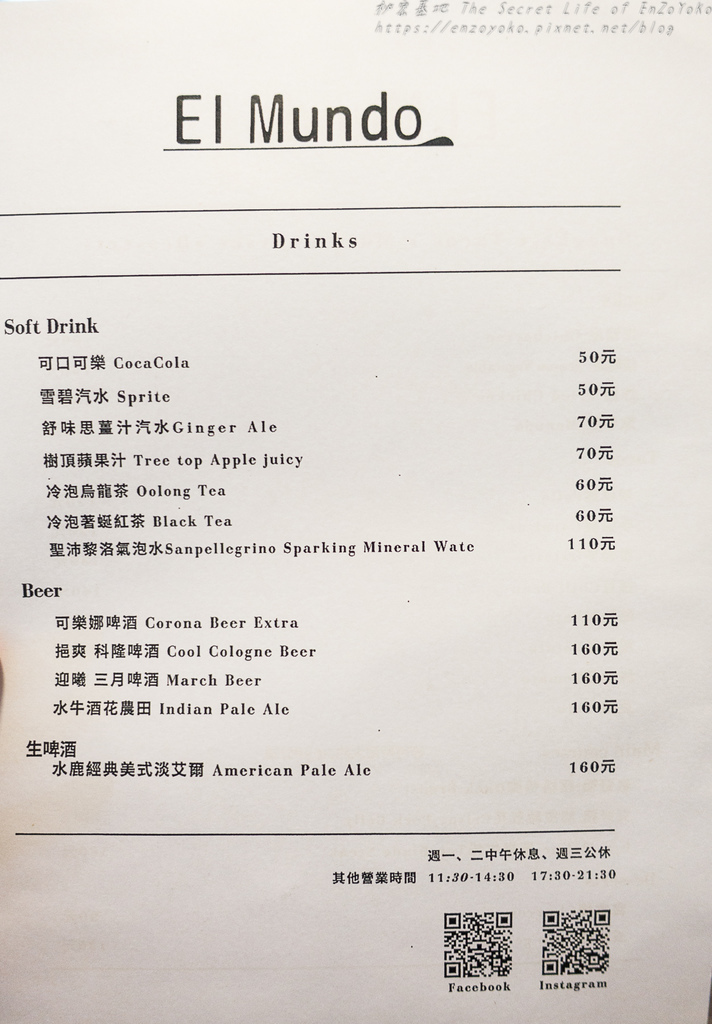 The Secret Life of EnZoYoKo
https://enzoyoko.pixnet.net/blog
El Mundo
Drinks
Soft Drink
可口可樂 CocaCola 50元
雪碧汽水 Sprite 50元
舒味思薑汁汽水Ginger Ale 70元
樹頂蘋果汁 Tree top Apple juicy 70元
冷泡烏龍茶 Oolong Tea 60元
冷泡著蜒紅茶 Black Tea 60元
聖沛黎洛氣泡水Sanpellegrino Sparking Mineral Wate 110元
Beer
可樂娜啤酒 Corona Beer Extra 110元
挹爽 科隆啤酒 Cool Cologne Beer 160元
迎曦 三月啤酒 March Beer 160元
水牛酒花農田 Indian Pale Ale 160元
生啤酒
水鹿經典美式淡艾爾 American Pale Ale 160元
週一、二中午休息、週三公休
其他營業時間 11:30-14:30 17:30-21:30
Facebook Instagram